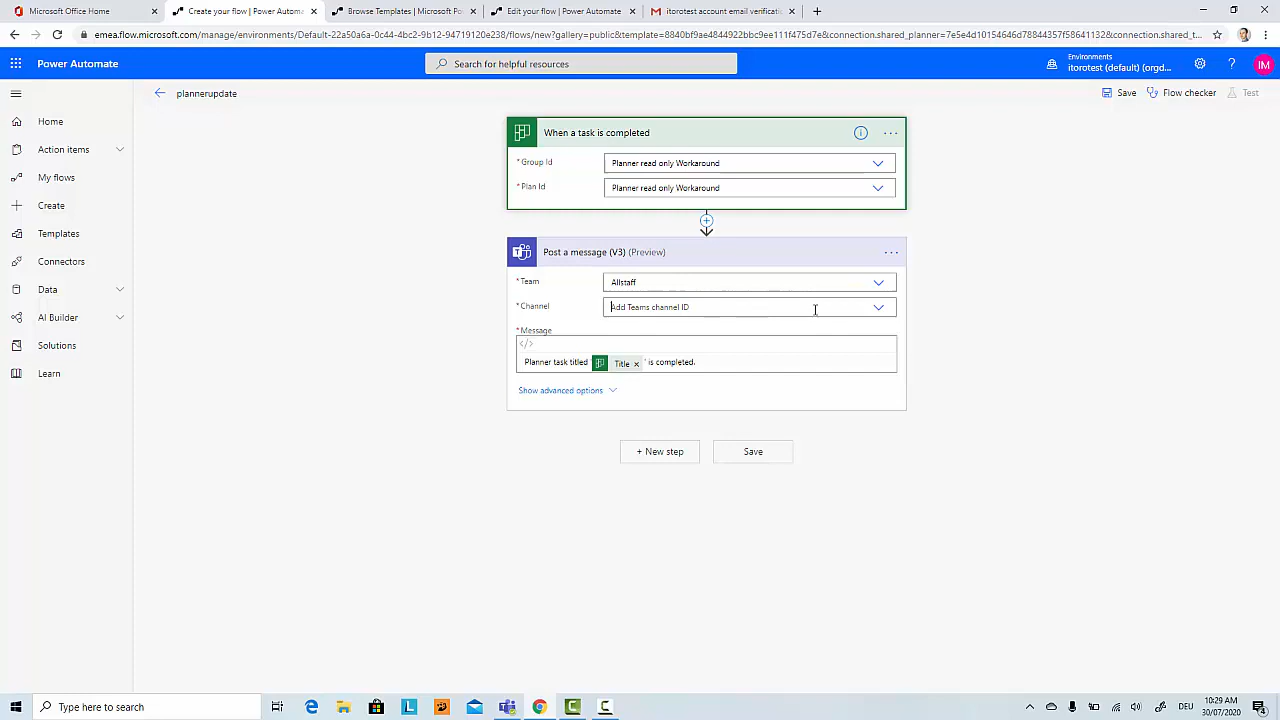 Microsoft Office Home
Create your flow | Power Automa
Browse Templates | Microsoft Po
Edit your flow | Power Automate
itorotest account email verificati
emea.flow.microsoft.com/manage/environments/Default-22a50a6a-0c44-4bc2-9b12-94719120e238/flows/new?gallery=public&template=8840bf9ae4844922bbc9ee111f475d7e&connection.shared_planner=7e5e4d10154646d78844357f58641132&connection.shared_t...
Power Automate
Search for helpful resources
Environments
itorotest (default) (orgd...
IM
plannerupdate
Save
Flow checker
Test
Home
Action items
My flows
Create
Templates
Connectors
Data
AI Builder
Solutions
Learn
When a task is completed
* Group Id
Planner read only Workaround
* Plan Id
Planner read only Workaround
Post a message (V3) (Preview)
* Team
Allstaff
* Channel
Add Teams channel ID
* Message
</>
Planner task titled ' Title ' is completed.
Show advanced options
+ New step
Save
Type here to search
DEU
10:29 AM
30/07/2020